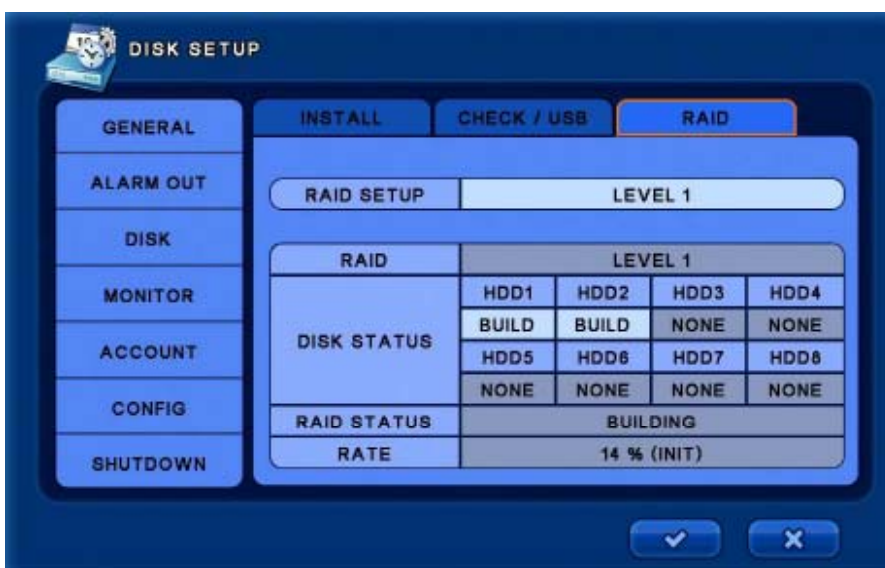 DISK SETUP
INSTALL CHECK / USB RAID
GENERAL
ALARM OUT
DISK
MONITOR
ACCOUNT
CONFIG
SHUTDOWN
RAID SETUP LEVEL 1
RAID LEVEL 1
DISK STATUS
HDD1 HDD2 HDD3 HDD4
BUILD BUILD NONE NONE
HDD5 HDD6 HDD7 HDD8
NONE NONE NONE NONE
RAID STATUS BUILDING
RATE 14 % (INIT)